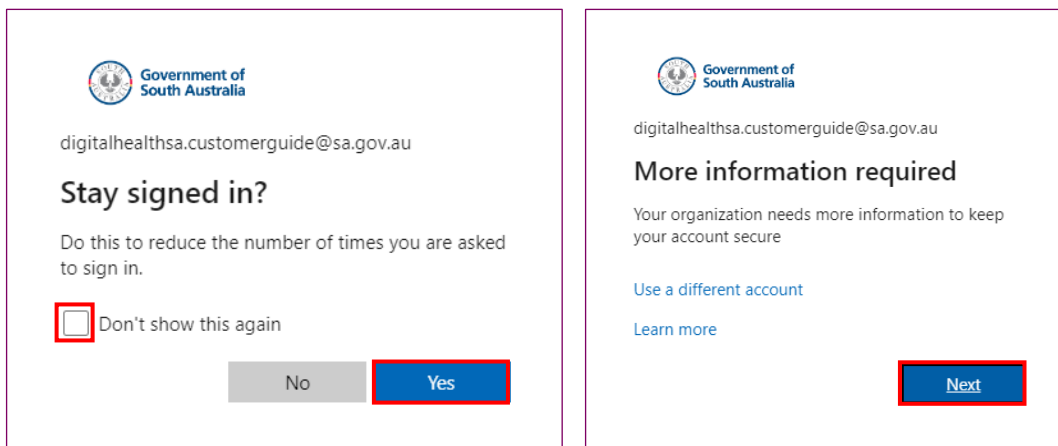 Government of
South Australia
digitalhealthsa.customerguide@sa.gov.au
Stay signed in?
Do this to reduce the number of times you are asked
to sign in.
Don't show this again
No
Yes
Government of
South Australia
digitalhealthsa.customerguide@sa.gov.au
More information required
Your organization needs more information to keep
your account secure
Use a different account
Learn more
Next